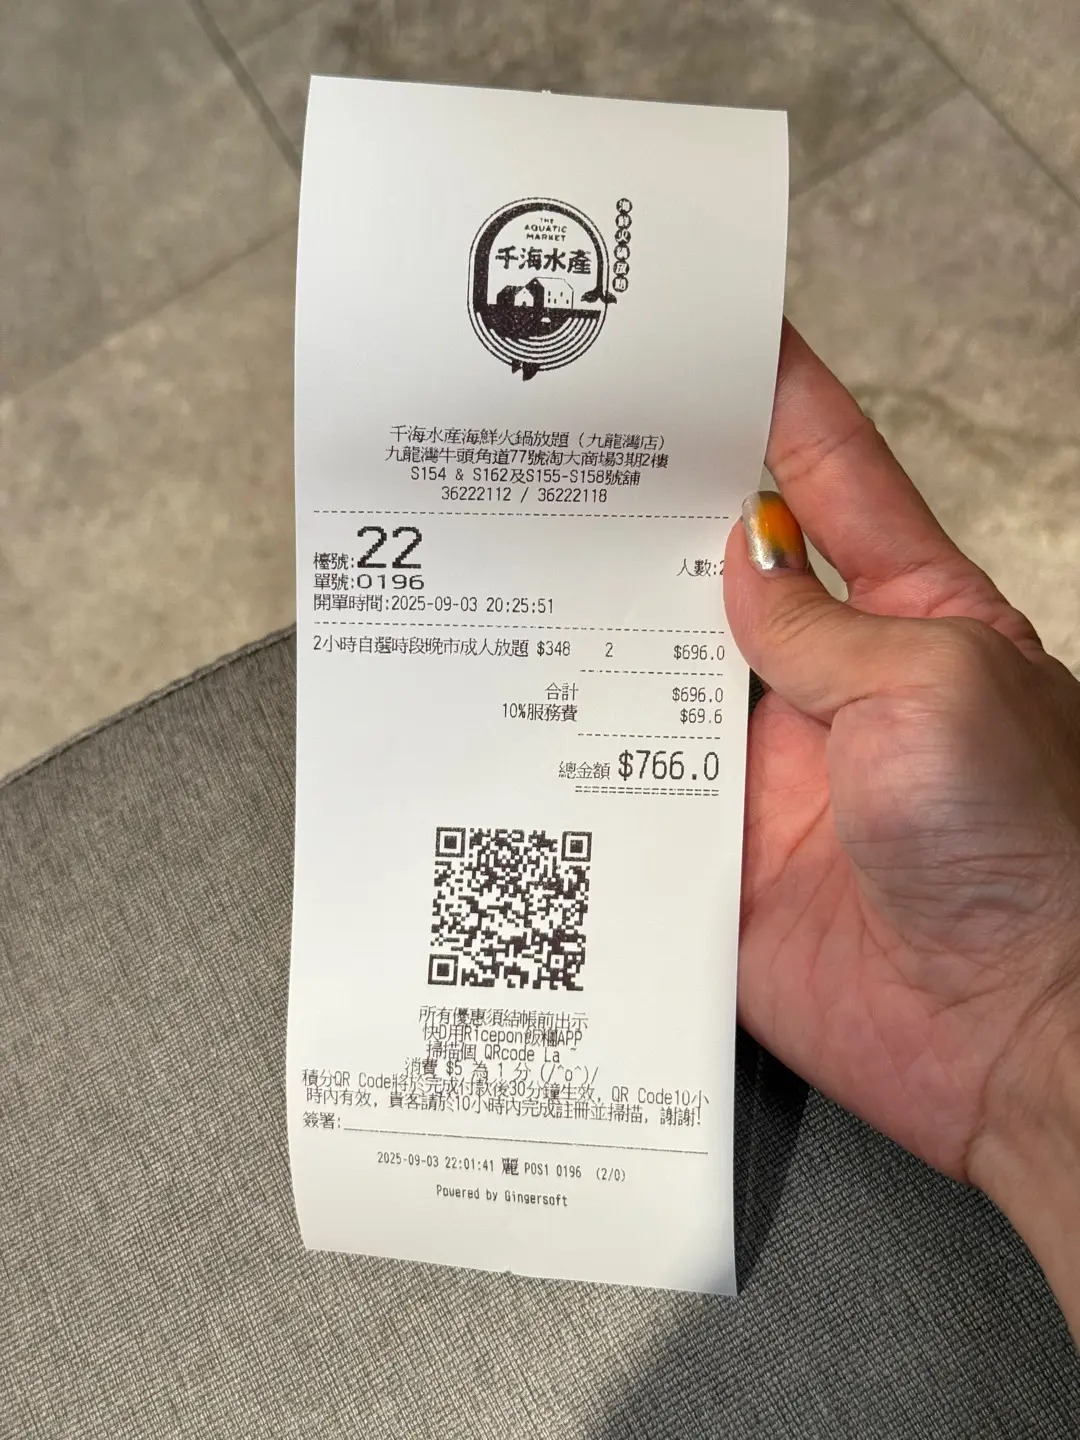 THE
AQUATIC
MARKET
千海水產
海鮮火鍋放題
千海水產海鮮火鍋放題（九龍灣店）
九龍灣牛頭角道77號淘大商場3期2樓
S154 & S162及S155-S158號舖
36222112 / 36222118
檯號:22
人數:2
單號:0196
開單時間:2025-09-03 20:25:51
2小時自選時段晚市成人放題 $348 2 $696.0
合計 $696.0
10%服務費 $69.6
總金額 $766.0
所有優惠須結帳前出示
快D用Ricepon飯糰APP
掃描個 QRcode La ~
消費 $5 為 1 分 (/^o^)/
積分QR Code將於完成付款後30分鐘生效, QR Code10小
時內有效, 貴客請於10小時內完成註冊並掃描, 謝謝!
簽署:
2025-09-03 22:01:41 麗 POS1 0196 (2/0)
Powered by Gingersoft